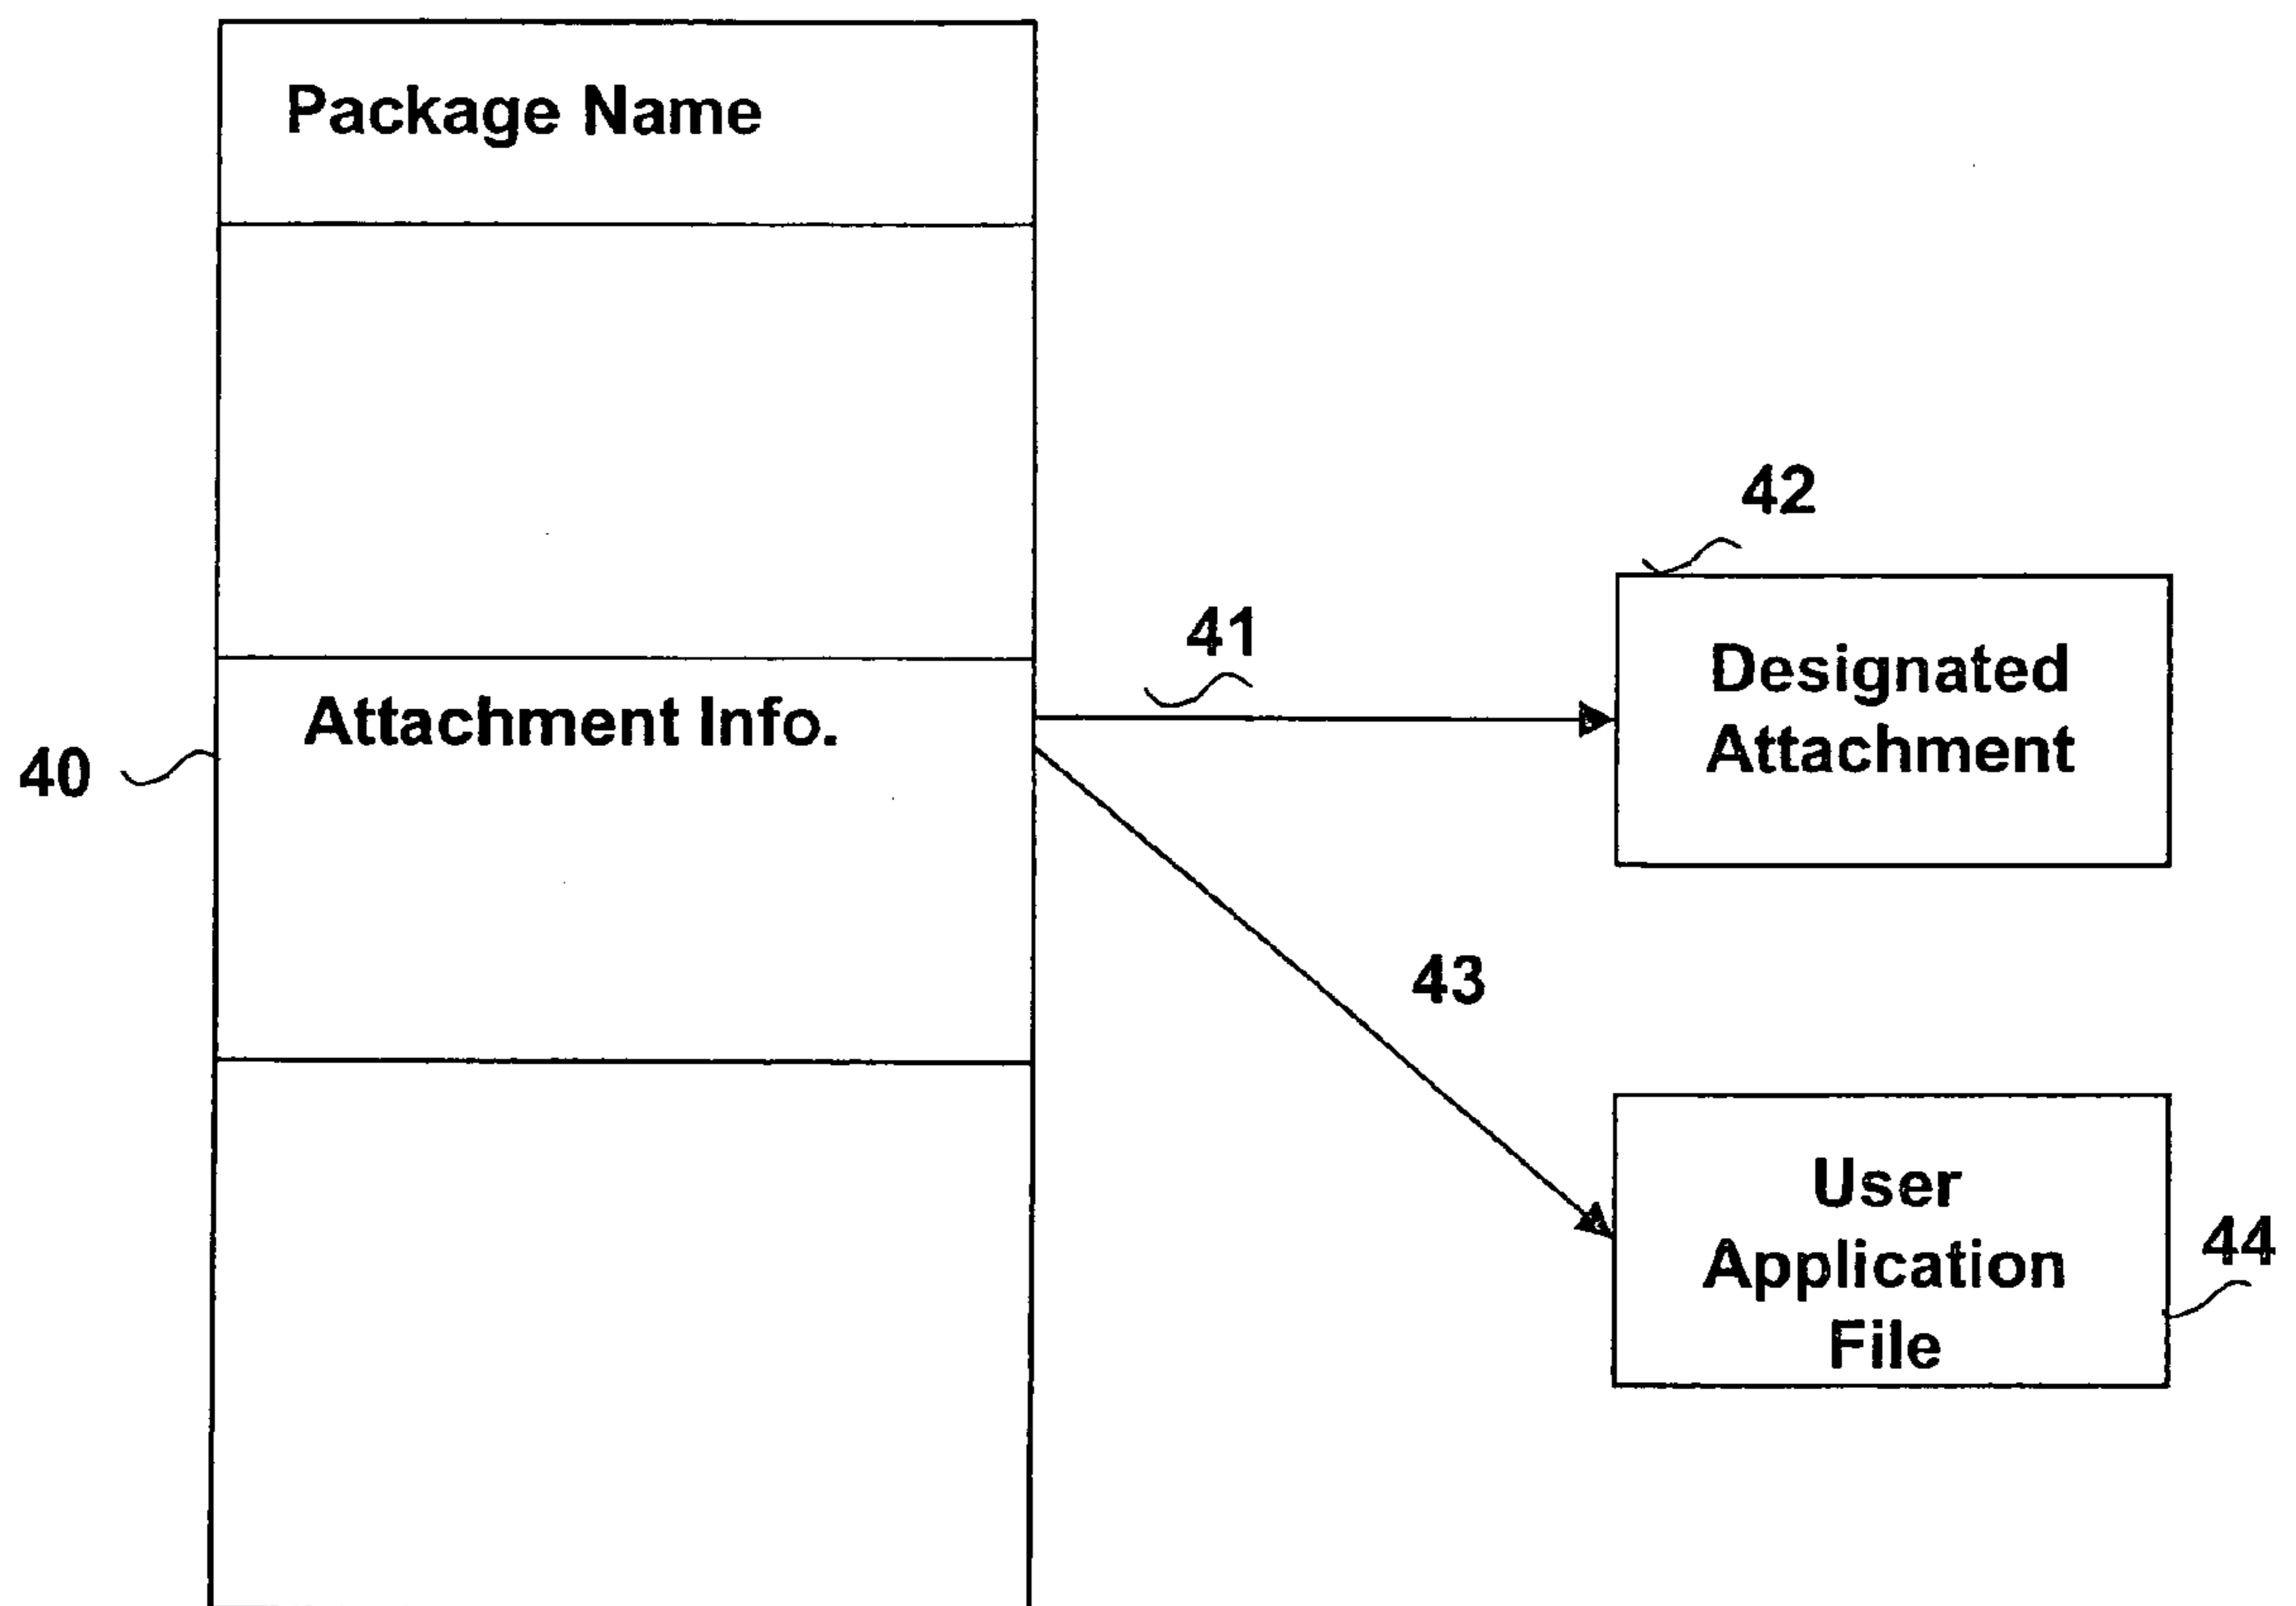 Package Name
42
41
Designated
Attachment
Attachment Info.
40
43
User
Application
File
44